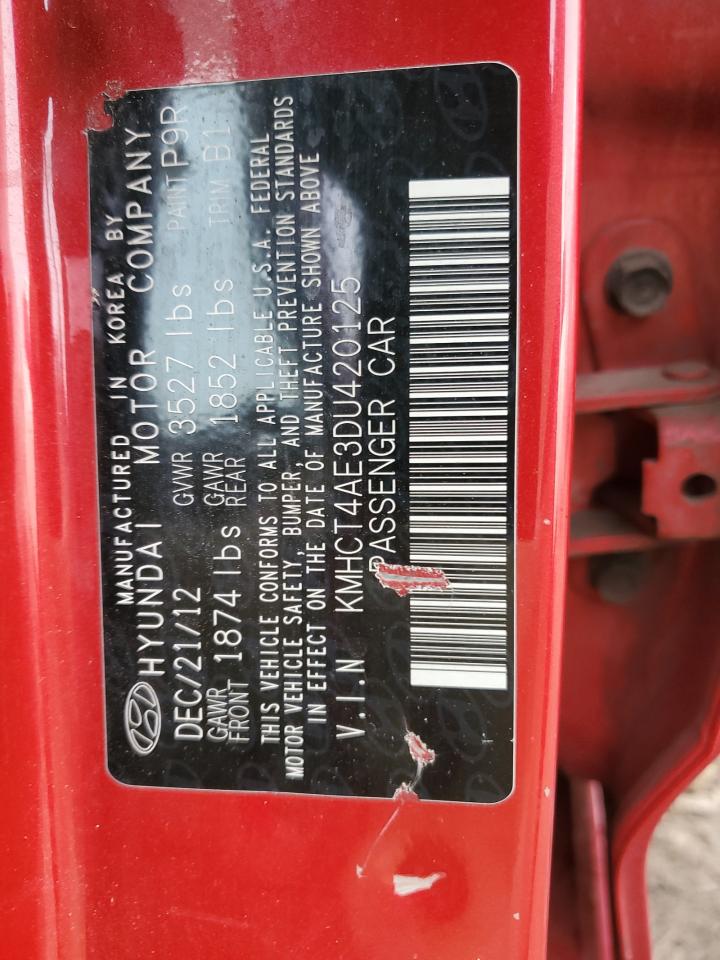 MANUFACTURED IN KOREA BY
HYUNDAI MOTOR COMPANY
DEC/21/12 GVWR 3527 lbs PAINT P9R
GAWR FRONT 1874 lbs GAWR REAR 1852 lbs TRIM B1
THIS VEHICLE CONFORMS TO ALL APPLICABLE U.S.A. FEDERAL
MOTOR VEHICLE SAFETY, BUMPER, AND THEFT PREVENTION STANDARDS
IN EFFECT ON THE DATE OF MANUFACTURE SHOWN ABOVE
V.I.N KMHCT4AE3DU420125
PASSENGER CAR